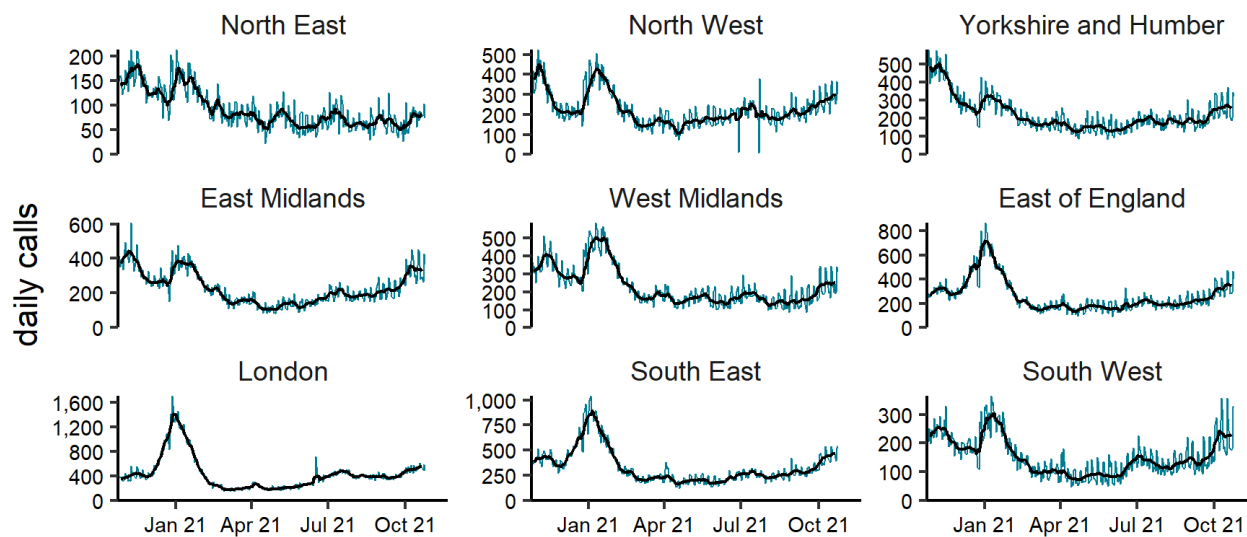 North East North West Yorkshire and Humber
200 500 500
150 400 400
100 300 300
50 200 200
0 100 100
0 0
East Midlands West Midlands East of England
600 500 800
400 400 600
200 300 400
0 200 200
100 0
0
daily calls
London South East South West
1,600 1,000 300
1,200 750 200
800 500 100
400 250 0
0 0
Jan 21 Apr 21 Jul 21 Oct 21 Jan 21 Apr 21 Jul 21 Oct 21 Jan 21 Apr 21 Jul 21 Oct 21